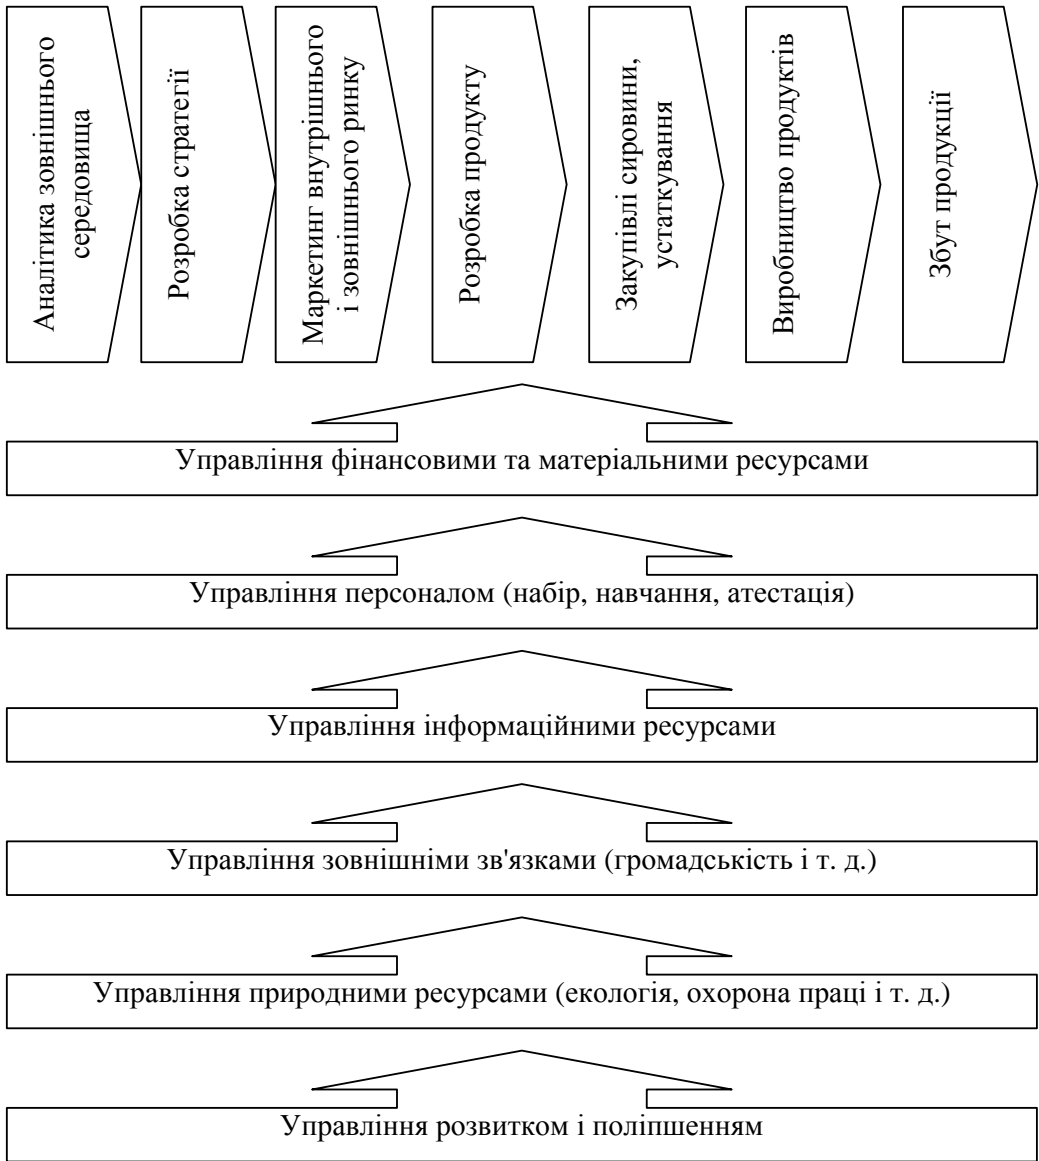 Аналітика зовнішнього
середовища
Розробка стратегії
Маркетинг внутрішнього
і зовнішнього ринку
Розробка продукту
Закупівлі сировини,
устаткування
Виробництво продуктів
Збут продукції
Управління фінансовими та матеріальними ресурсами
Управління персоналом (набір, навчання, атестація)
Управління інформаційними ресурсами
Управління зовнішніми зв'язками (громадськість і т. д.)
Управління природними ресурсами (екологія, охорона праці і т. д.)
Управління розвитком і поліпшенням